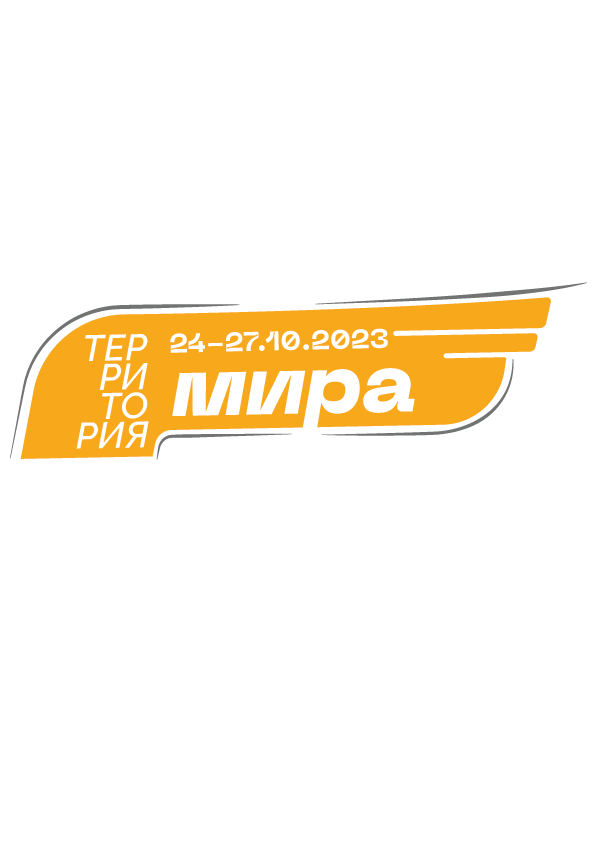 ТЕР
РИ
ТО
РИЯ
24–27.10.2023
мира